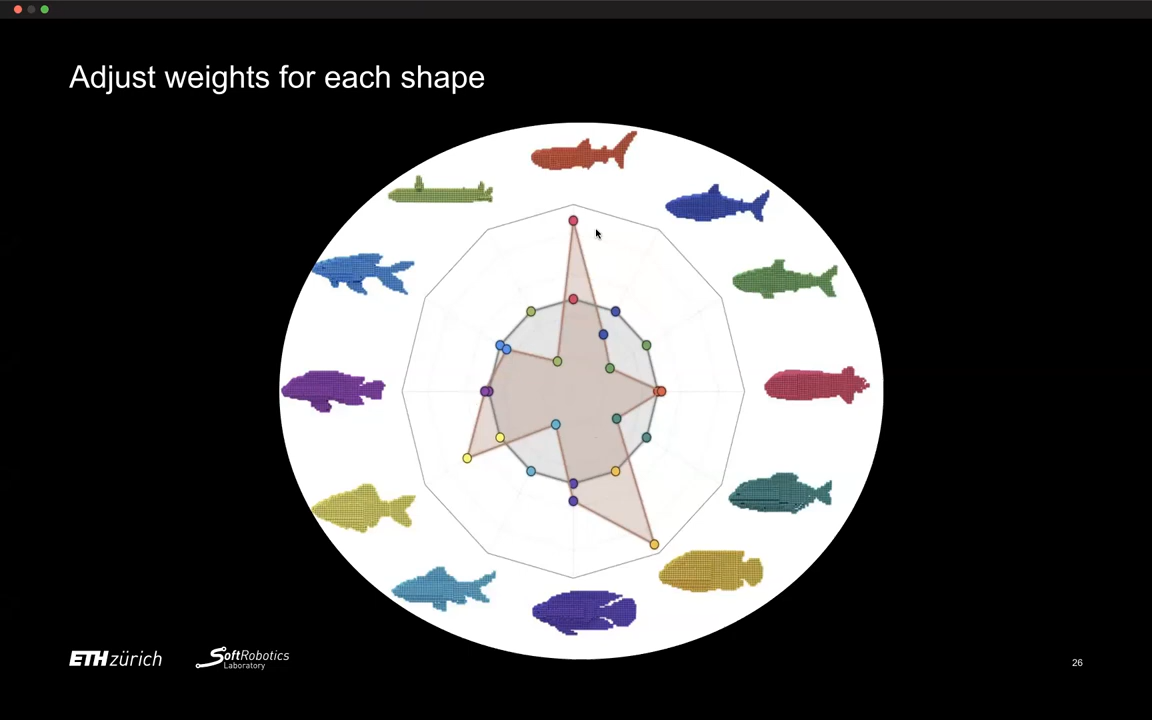 Adjust weights for each shape
ETH zürich
SoftRobotics
Laboratory
26